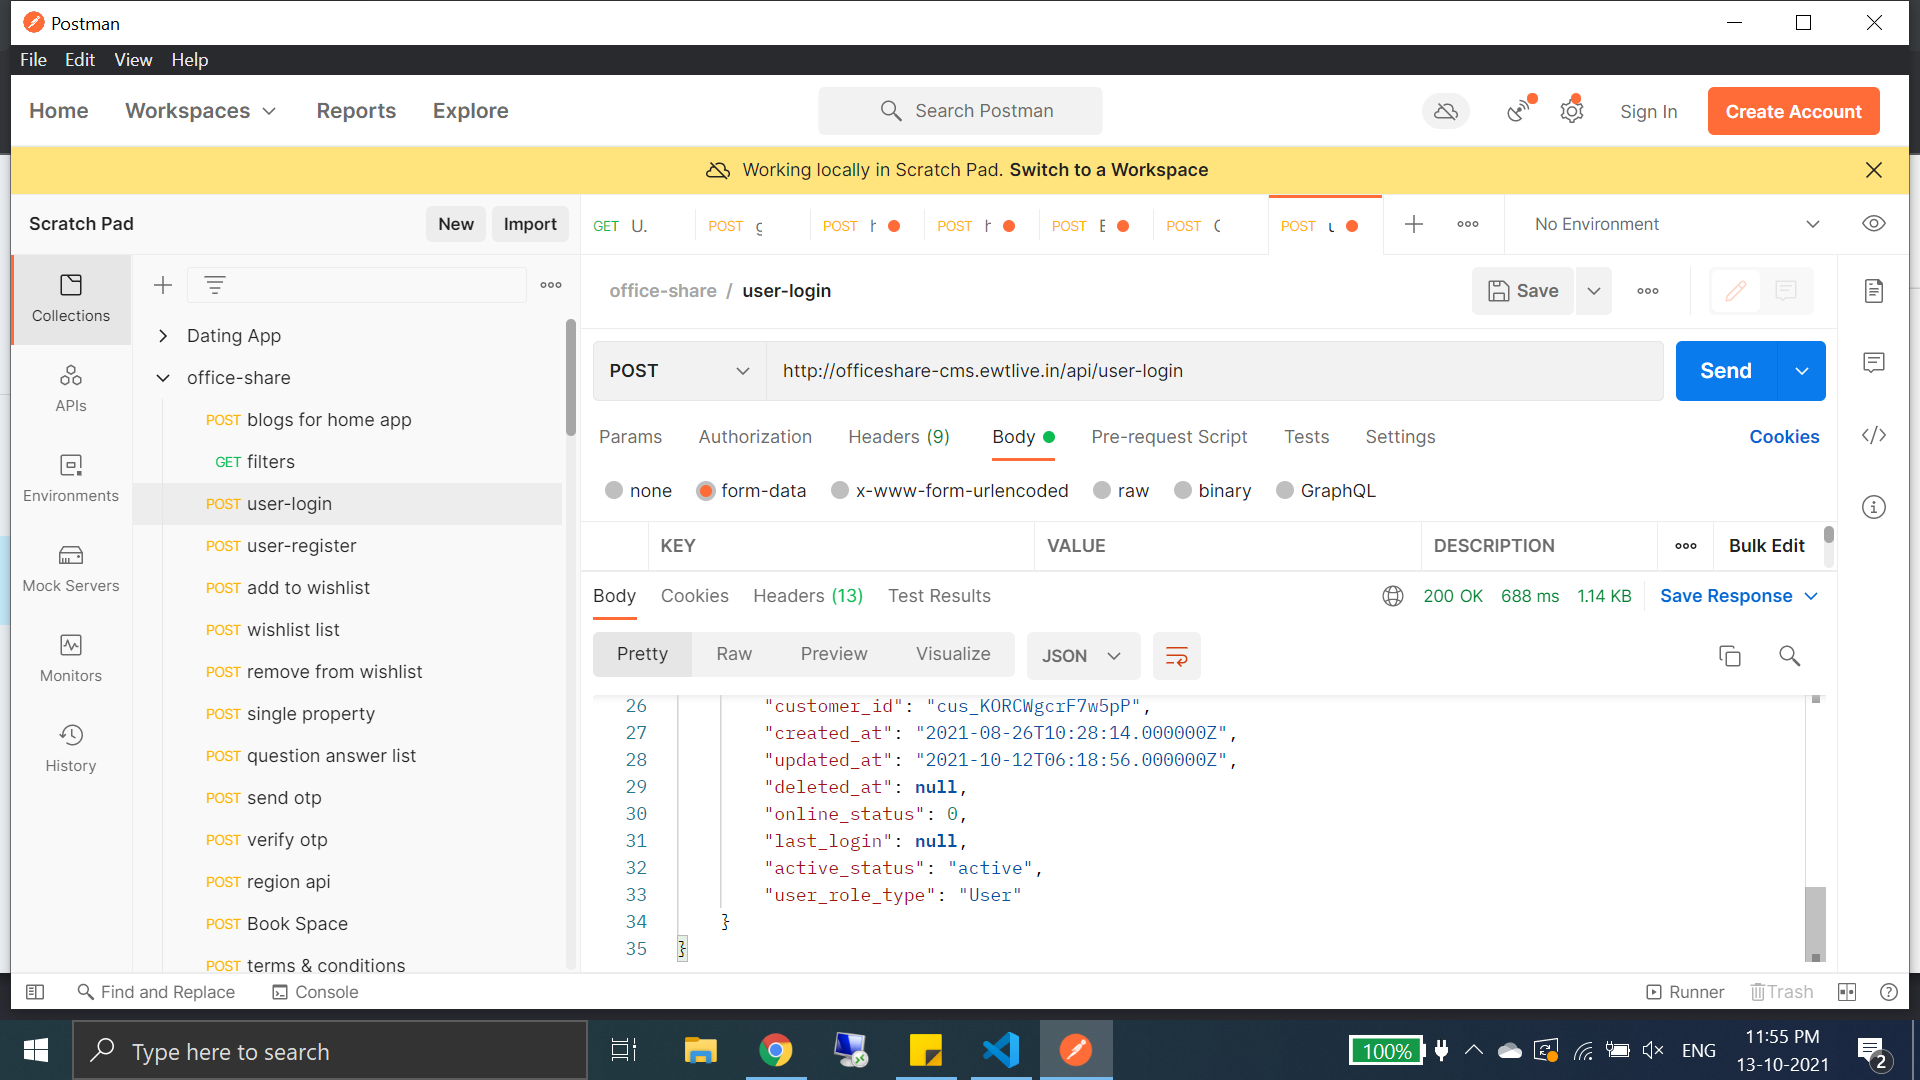 Postman
File Edit View Help
Home Workspaces Reports Explore Search Postman Sign In Create Account
Working locally in Scratch Pad. Switch to a Workspace
Scratch Pad New Import
GET U. POST POST POST POST E POST POST No Environment
Collections
APIs
Environments
Mock Servers
Monitors
History
Dating App
office-share
POST blogs for home app
GET filters
POST user-login
POST user-register
POST add to wishlist
POST wishlist list
POST remove from wishlist
POST single property
POST question answer list
POST send otp
POST verify otp
POST region api
POST Book Space
POST terms & conditions
office-share / user-login Save
POST http://officeshare-cms.ewtlive.in/api/user-login Send
Params Authorization Headers (9) Body Pre-request Script Tests Settings Cookies
none form-data x-www-form-urlencoded raw binary GraphQL
KEY VALUE DESCRIPTION Bulk Edit
Body Cookies Headers (13) Test Results 200 OK 688 ms 1.14 KB Save Response
Pretty Raw Preview Visualize JSON
26 "customer_id": "cus_KORCWgcrF7w5pP",
27 "created_at": "2021-08-26T10:28:14.000000Z",
28 "updated_at": "2021-10-12T06:18:56.000000Z",
29 "deleted_at": null,
30 "online_status": 0,
31 "last_login": null,
32 "active_status": "active",
33 "user_role_type": "User"
34 }
35 }
Find and Replace Console Runner Trash
Type here to search 100% ENG 11:55 PM
13-10-2021 2